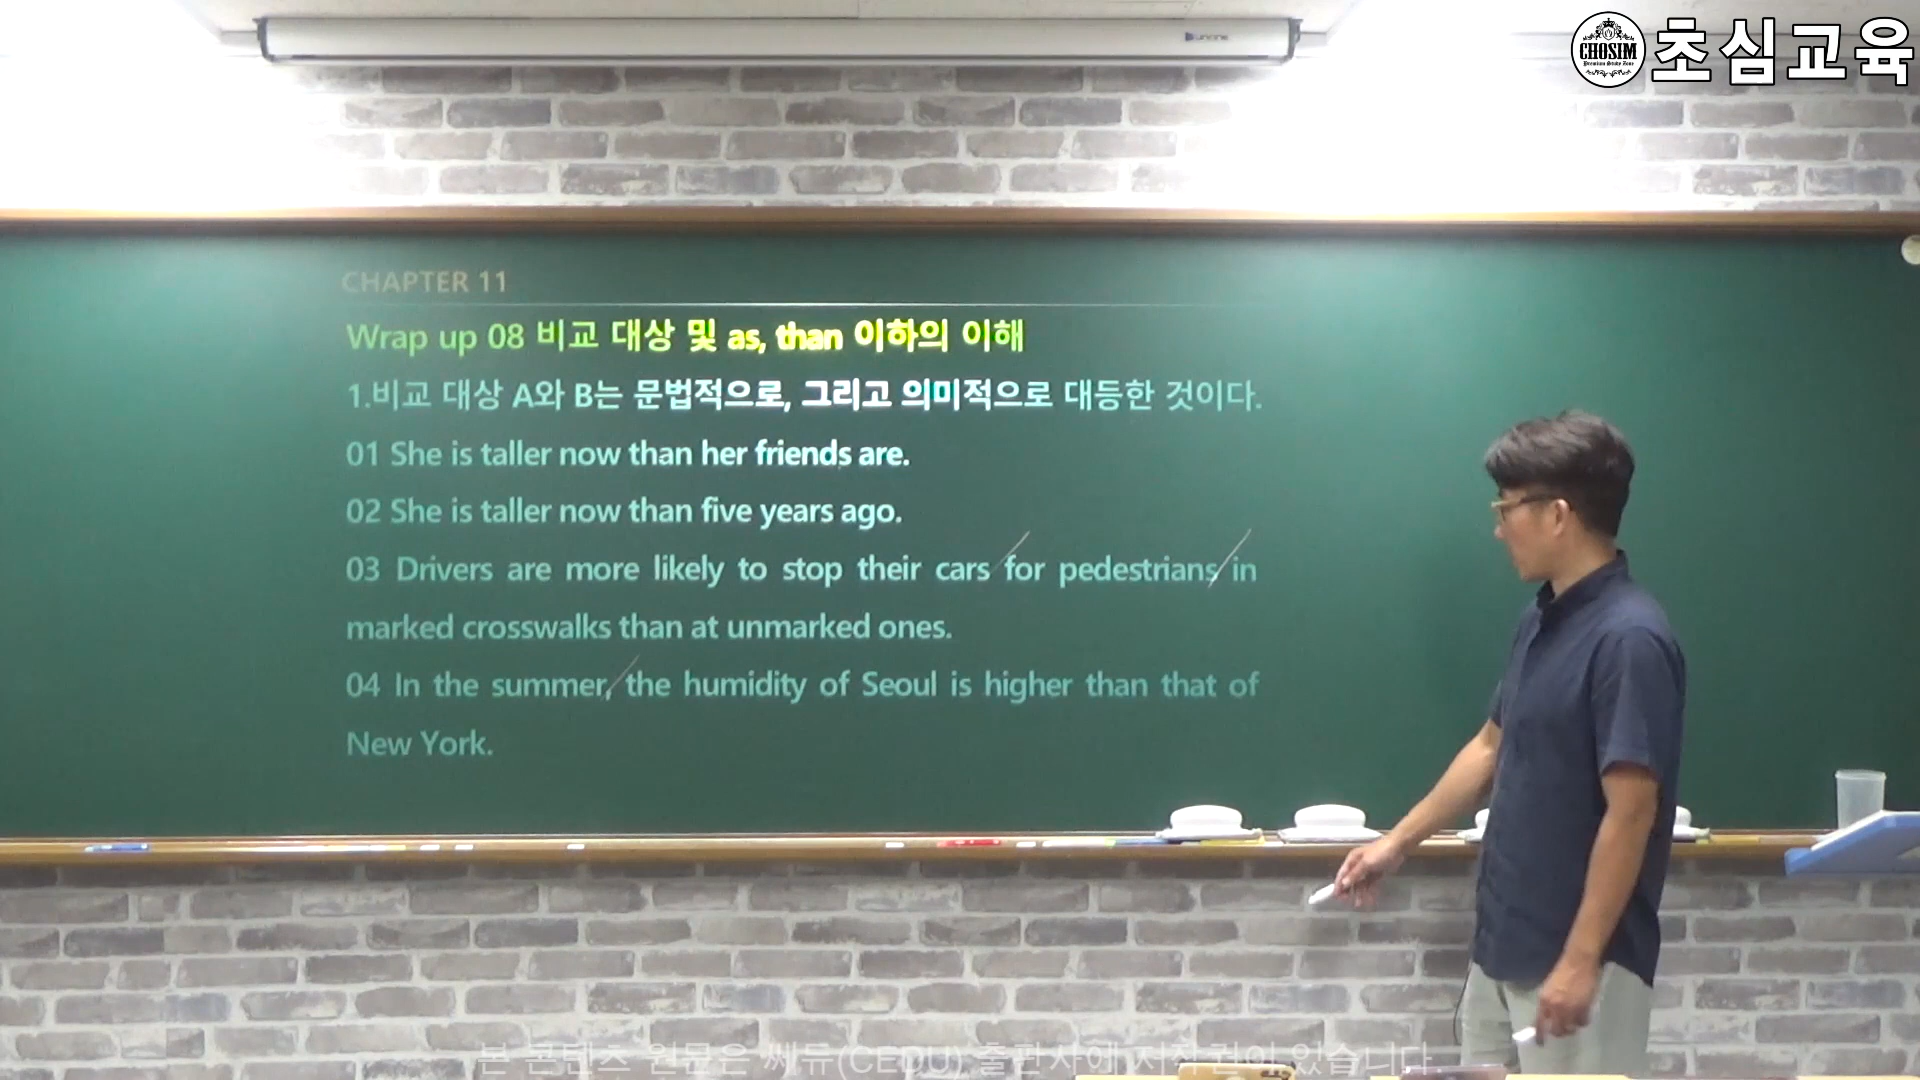 CHOSIM
Premium Study Zone
초심교육
CHAPTER 11
Wrap up 08 비교 대상 및 as, than 이하의 이해
1.비교 대상 A와 B는 문법적으로, 그리고 의미적으로 대등한 것이다.
01 She is taller now than her friends are.
02 She is taller now than five years ago.
03 Drivers are more likely to stop their cars for pedestrians in
marked crosswalks than at unmarked ones.
04 In the summer, the humidity of Seoul is higher than that of
New York.
본 콘텐츠 원문은 쎄듀(CEDU) 출판사에 저작권이 있습니다.